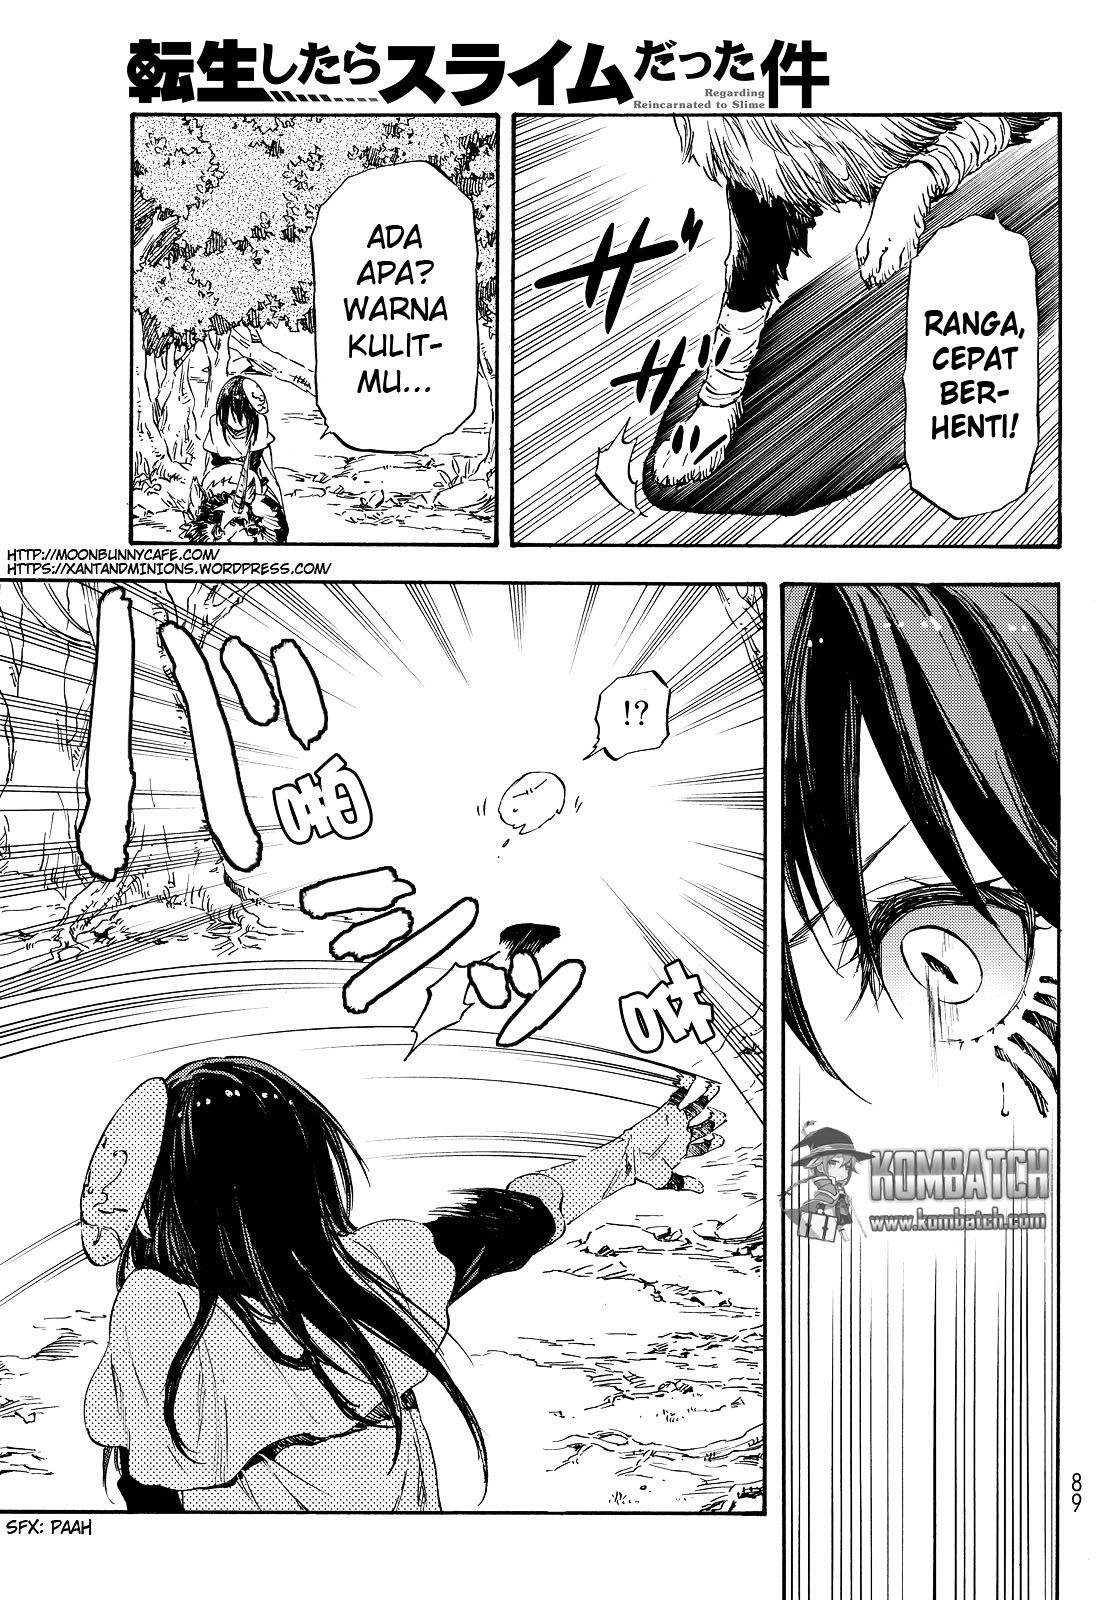 転生したらスライムだった件
Regarding
Reincarnated to Slime
RANGA,
CEPAT
BER-
HENTI!
ADA
APA?
WARNA
KULIT-
MU...
HTTP://MOONBUNNYCAFE.COM/
HTTPS://XANTANDMINIONS.WORDPRESS.COM/
!?
KOMBATCH
www.kombatch.com
SFX: PAAH
89